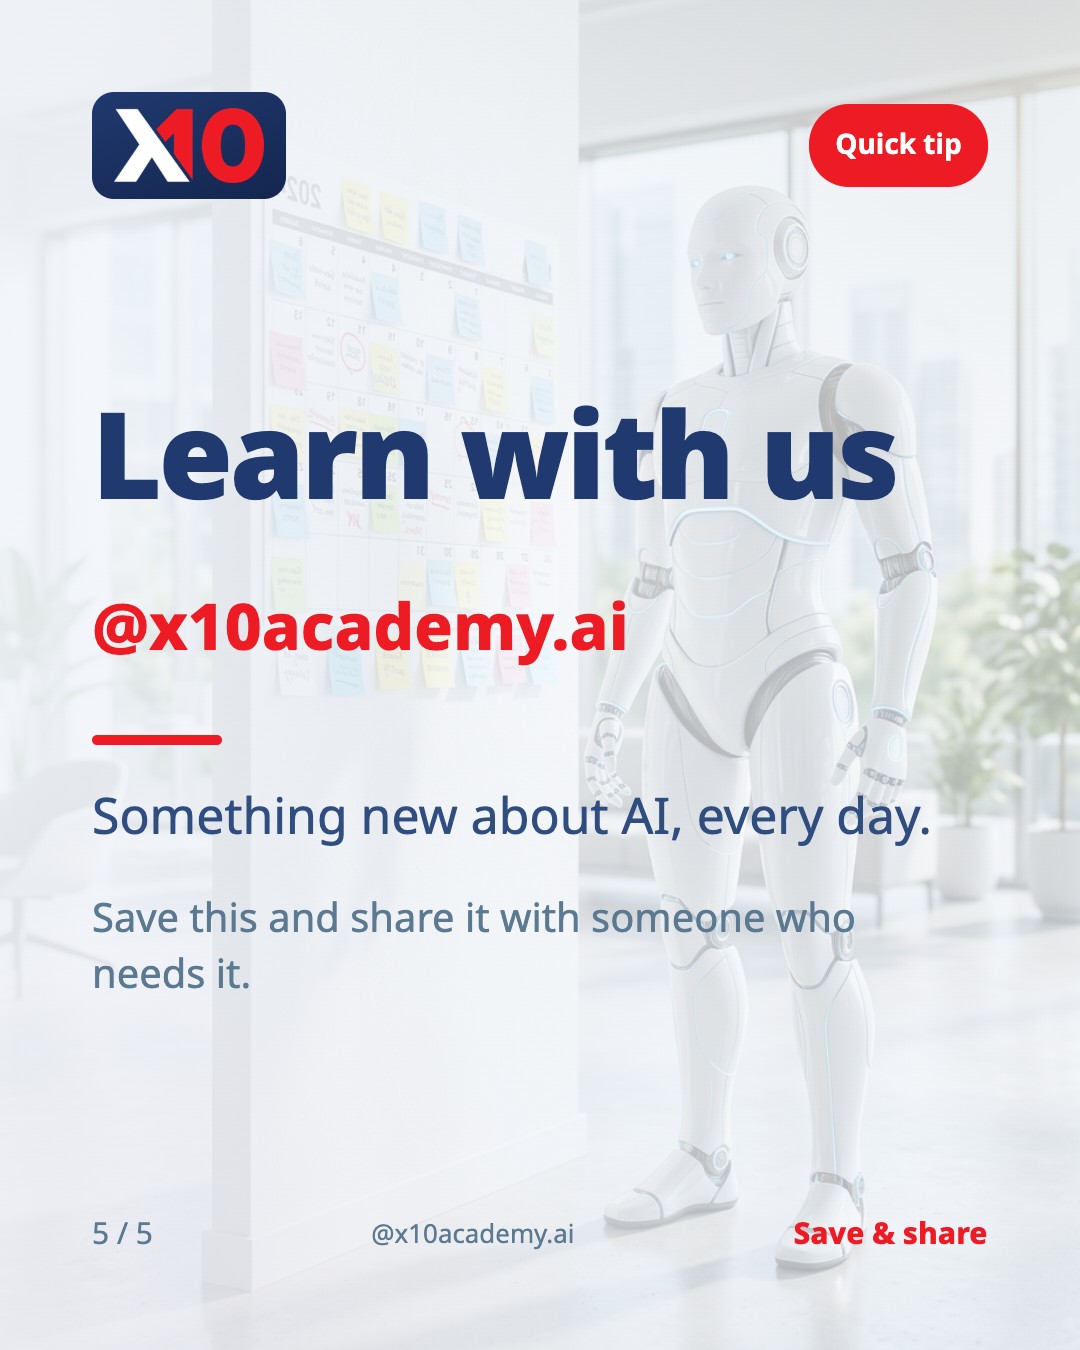 X10
Quick tip
Learn with us
@x10academy.ai
Something new about AI, every day.
Save this and share it with someone who
needs it.
5 / 5
@x10academy.ai
Save & share